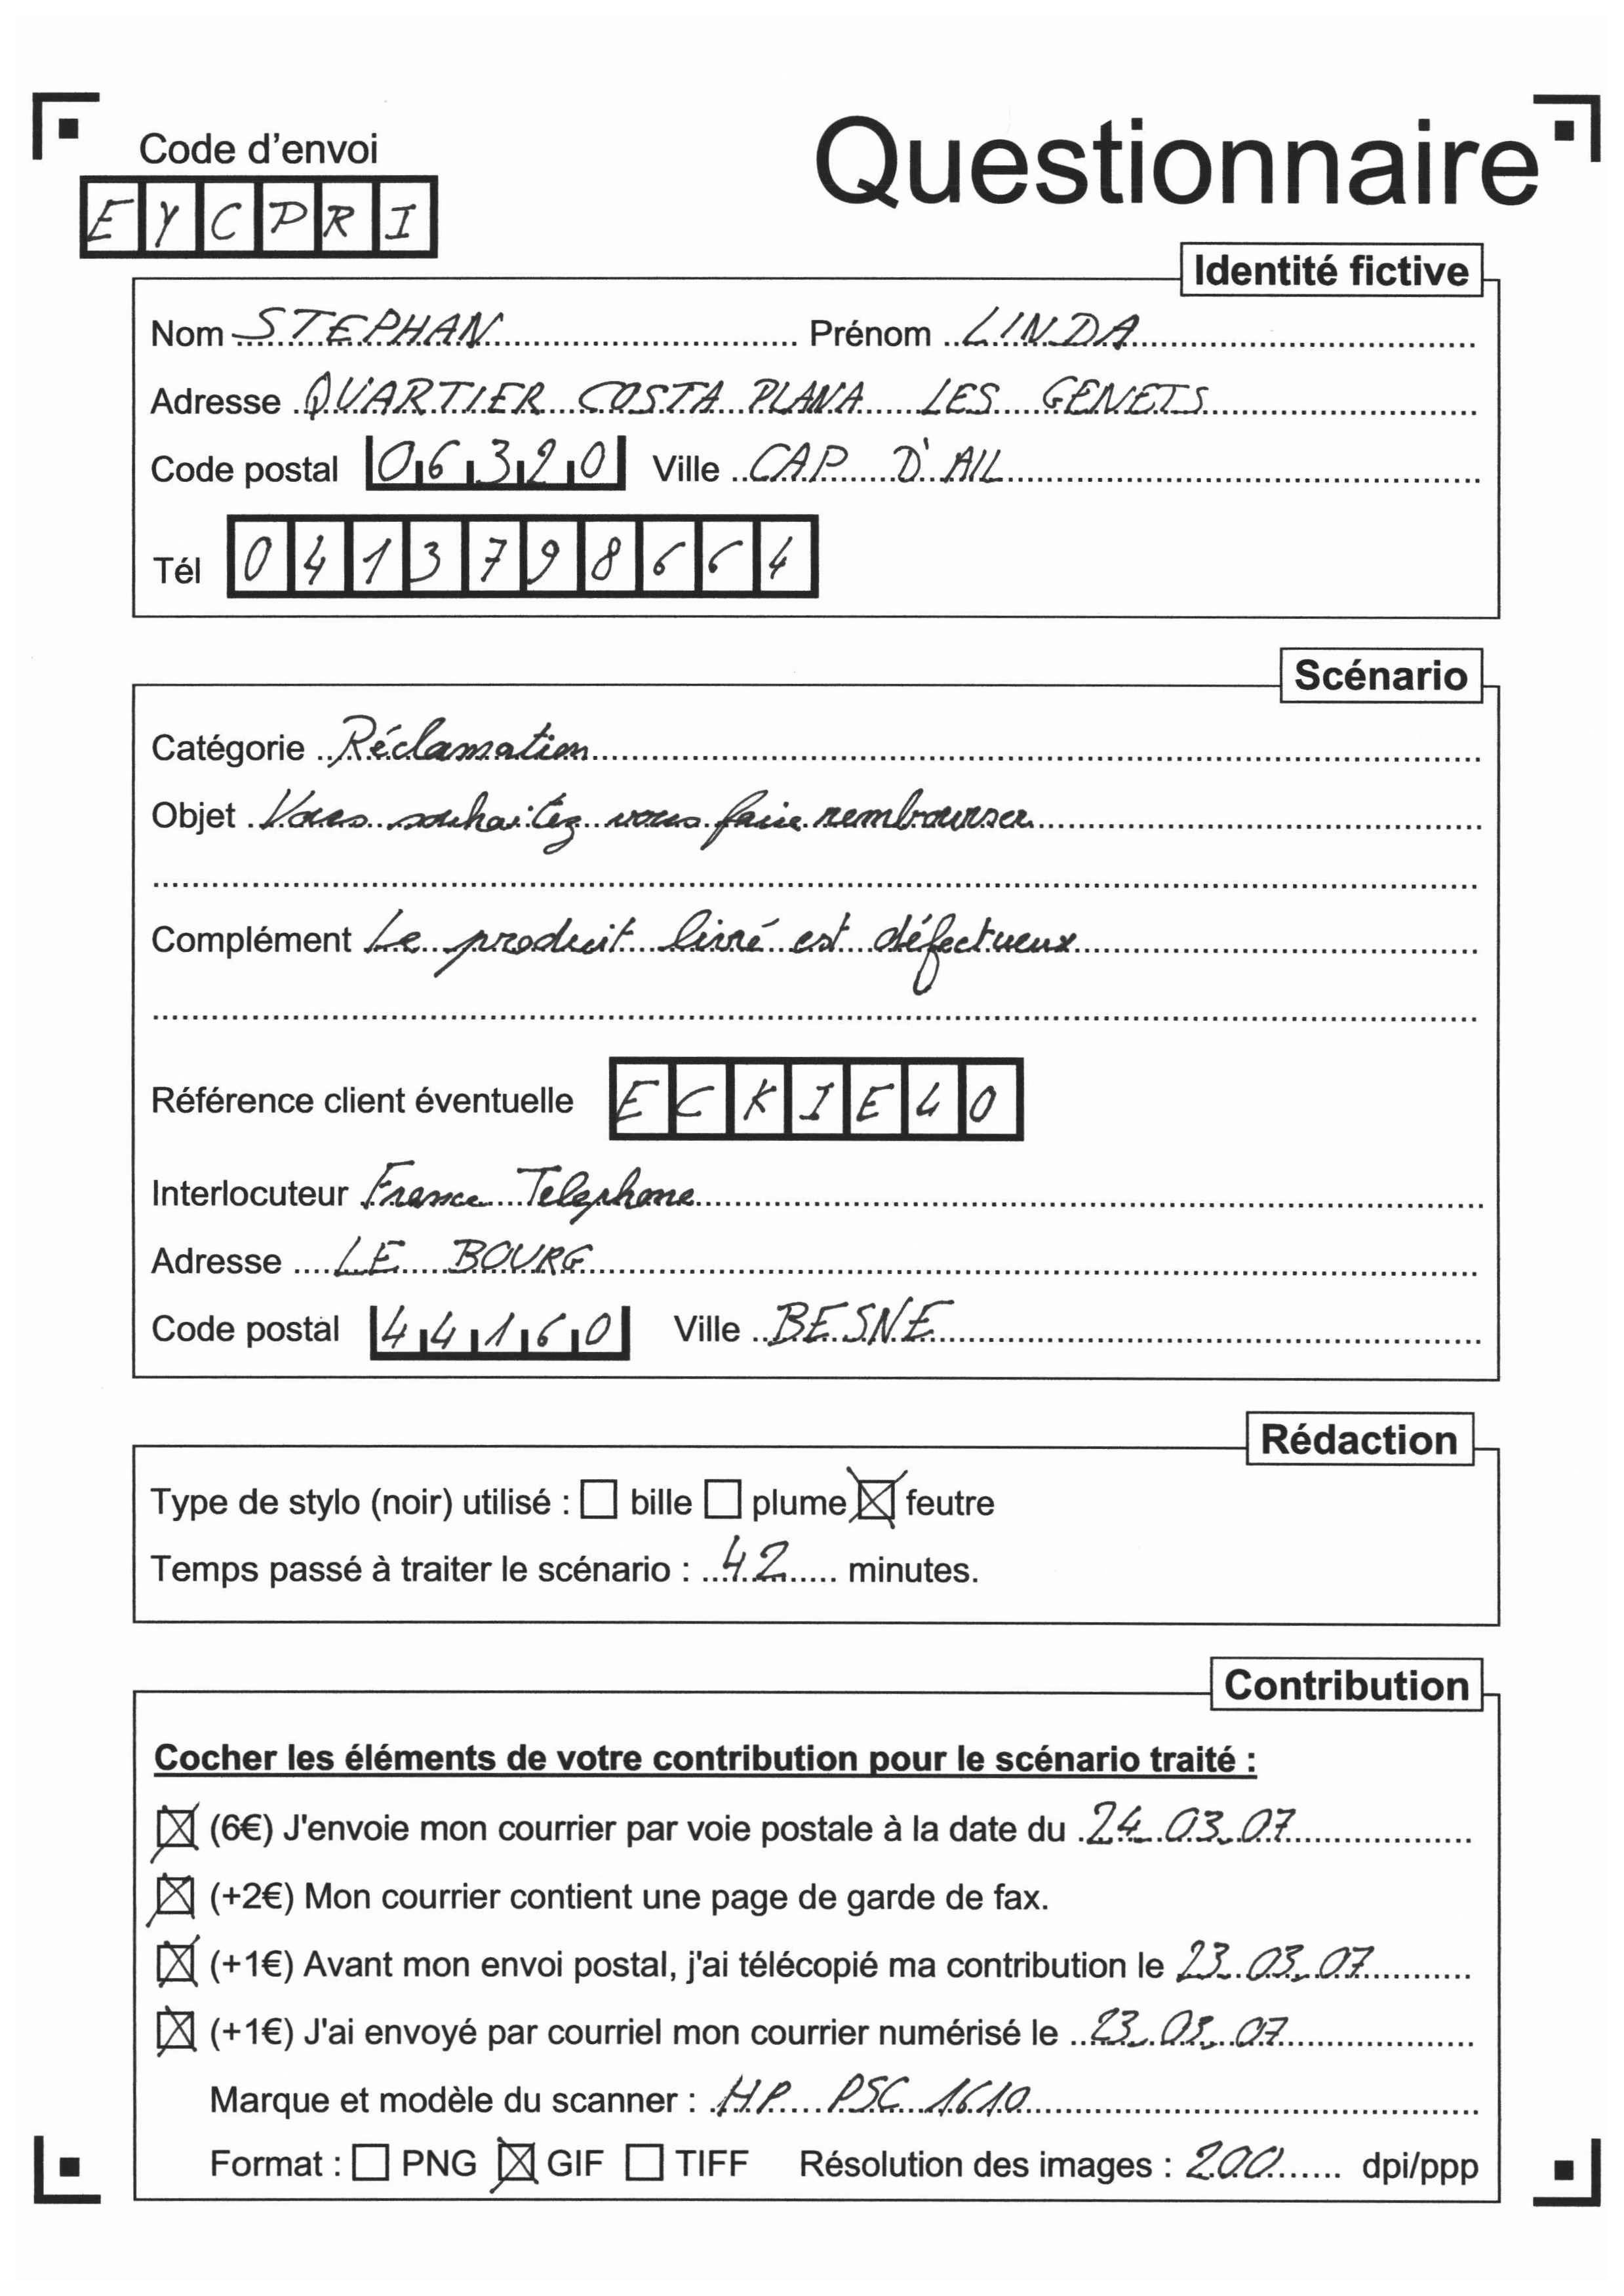 Code d'envoi
Questionnaire
EYCPRI
Identité fictive
Nom STEPHAN Prénom LINDA
Adresse QUARTIER COSTA PLANA LES GENETS
Code postal 06320 Ville CAP D'AIL
Tél 0413798664
Scénario
Catégorie Réclamation
Objet Vous souhaitez vous faire rembourser
Complément Le produit livré est défectueux
Référence client éventuelle ECKIE40
Interlocuteur France Telephone
Adresse LE BOURG
Code postal 44160 Ville BESNE
Rédaction
Type de stylo (noir) utilisé : bille plume feutre
Temps passé à traiter le scénario : 42 minutes.
Contribution
Cocher les éléments de votre contribution pour le scénario traité :
(6€) J'envoie mon courrier par voie postale à la date du 24.03.07
(+2€) Mon courrier contient une page de garde de fax.
(+1€) Avant mon envoi postal, j'ai télécopié ma contribution le 23.03.07
(+1€) J'ai envoyé par courriel mon courrier numérisé le 23.03.07
Marque et modèle du scanner : HP PSC 1610
Format : PNG GIF TIFF Résolution des images : 200 dpi/ppp